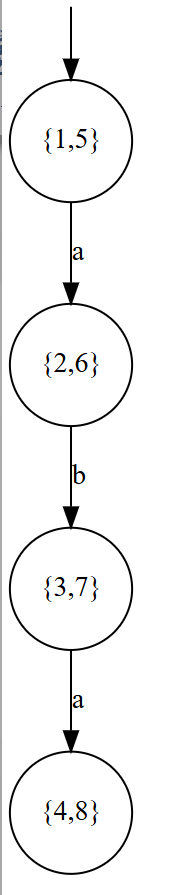 {1,5}
a
{2,6}
b
{3,7}
a
{4,8}